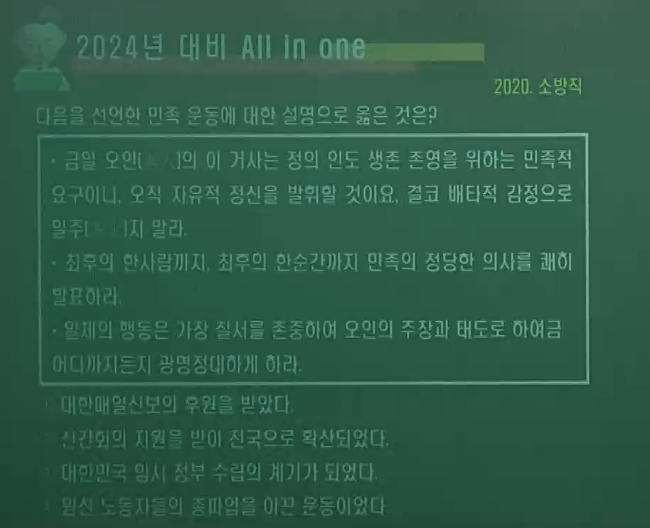 2024년 대비 All in one
2020. 소방직
다음을 선언한 민족 운동에 대한 설명으로 옳은 것은?
· 금일 오인( )의 이 거사는 정의 인도 생존 존영을 위하는 민족적
요구이니, 오직 자유적 정신을 발휘할 것이요, 결코 배타적 감정으로
일주( )지 말라.
· 최후의 한사람까지, 최후의 한순간까지 민족의 정당한 의사를 쾌히
발표하라.
· 일체의 행동은 가장 질서를 존중하여 오인의 주장과 태도로 하여금
어디까지든지 광명정대하게 하라.
대한매일신보의 후원을 받았다.
신간회의 지원을 받아 전국으로 확산되었다.
대한민국 임시 정부 수립의 계기가 되었다.
노동자들의 총파업을 이끈 운동이었다